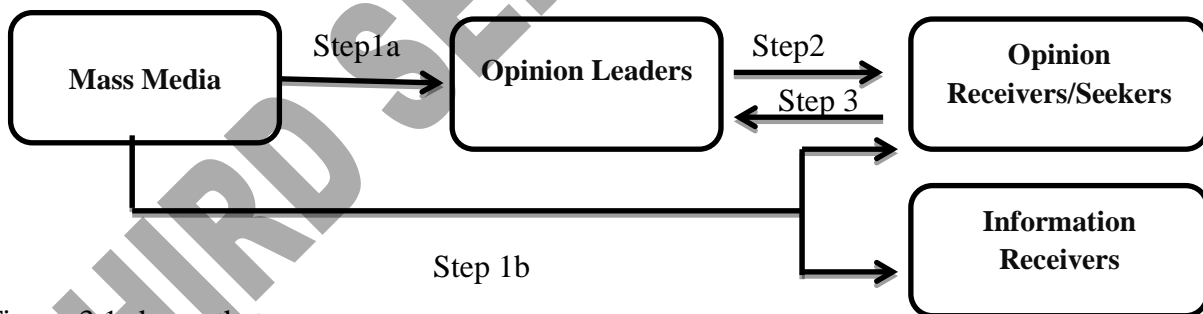 Mass Media
Step1a
Opinion Leaders
Step2
Step 3
Opinion
Receivers/Seekers
Step 1b
Information
Receivers